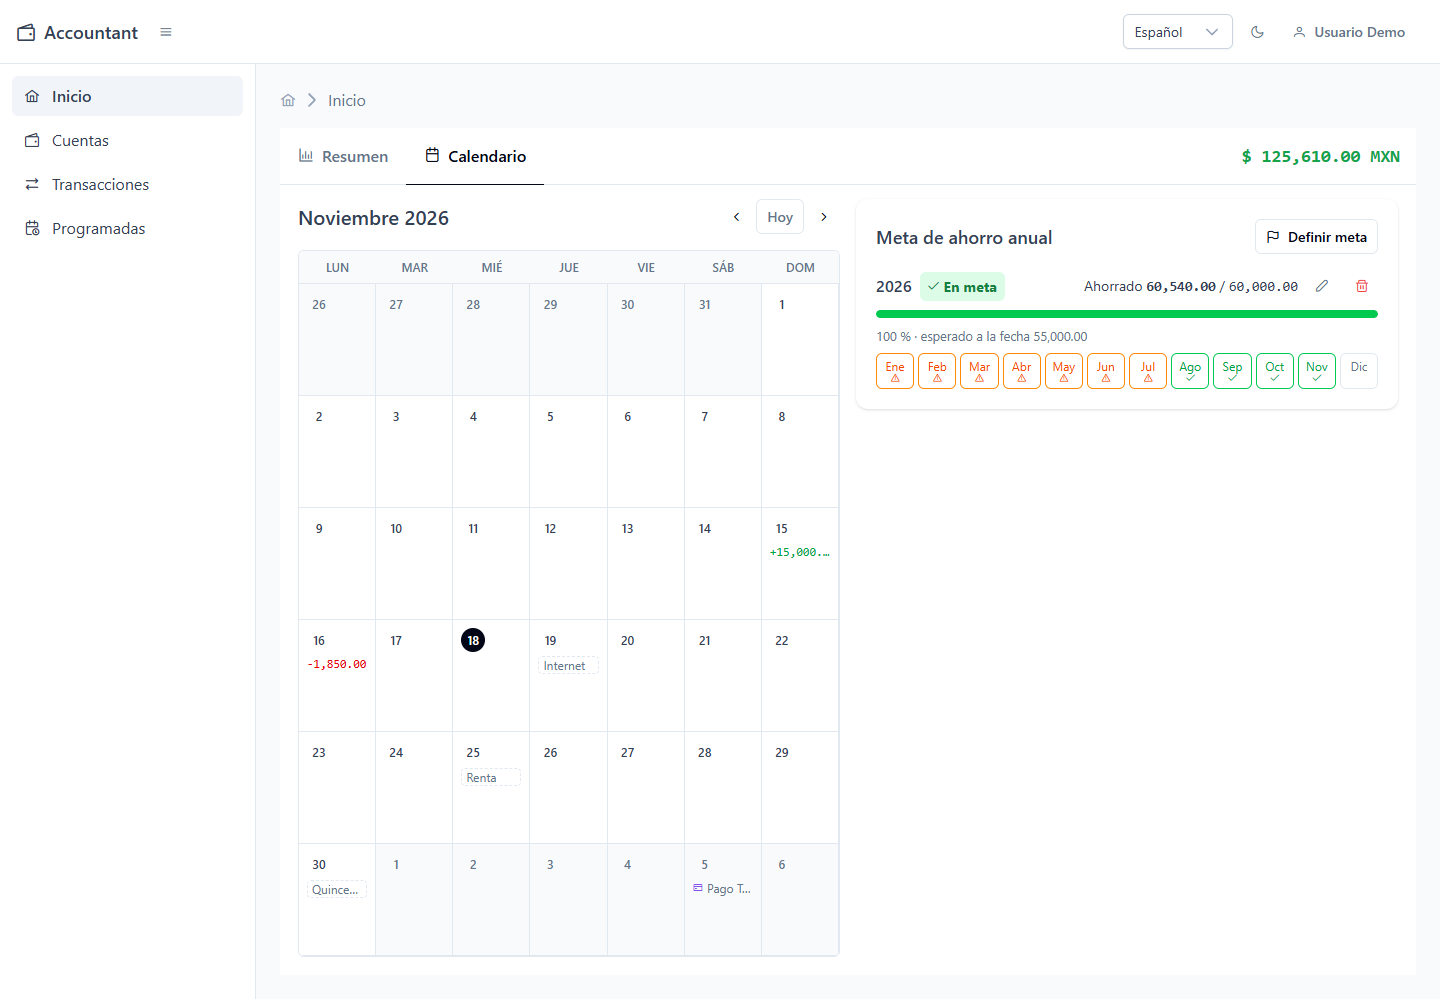 Accountant
Español
Usuario Demo
Inicio
Cuentas
Transacciones
Programadas
Inicio
Resumen
Calendario
$ 125,610.00 MXN
Noviembre 2026
Hoy
LUN MAR MIÉ JUE VIE SÁB DOM
26 27 28 29 30 31 1
2 3 4 5 6 7 8
9 10 11 12 13 14 15
+15,000.…
16 17 18 19 20 21 22
-1,850.00
Internet
23 24 25 26 27 28 29
Renta
30 1 2 3 4 5 6
Quince...
Pago T...
Meta de ahorro anual
Definir meta
2026 En meta
Ahorrado 60,540.00 / 60,000.00
100 % · esperado a la fecha 55,000.00
Ene Feb Mar Abr May Jun Jul Ago Sep Oct Nov Dic